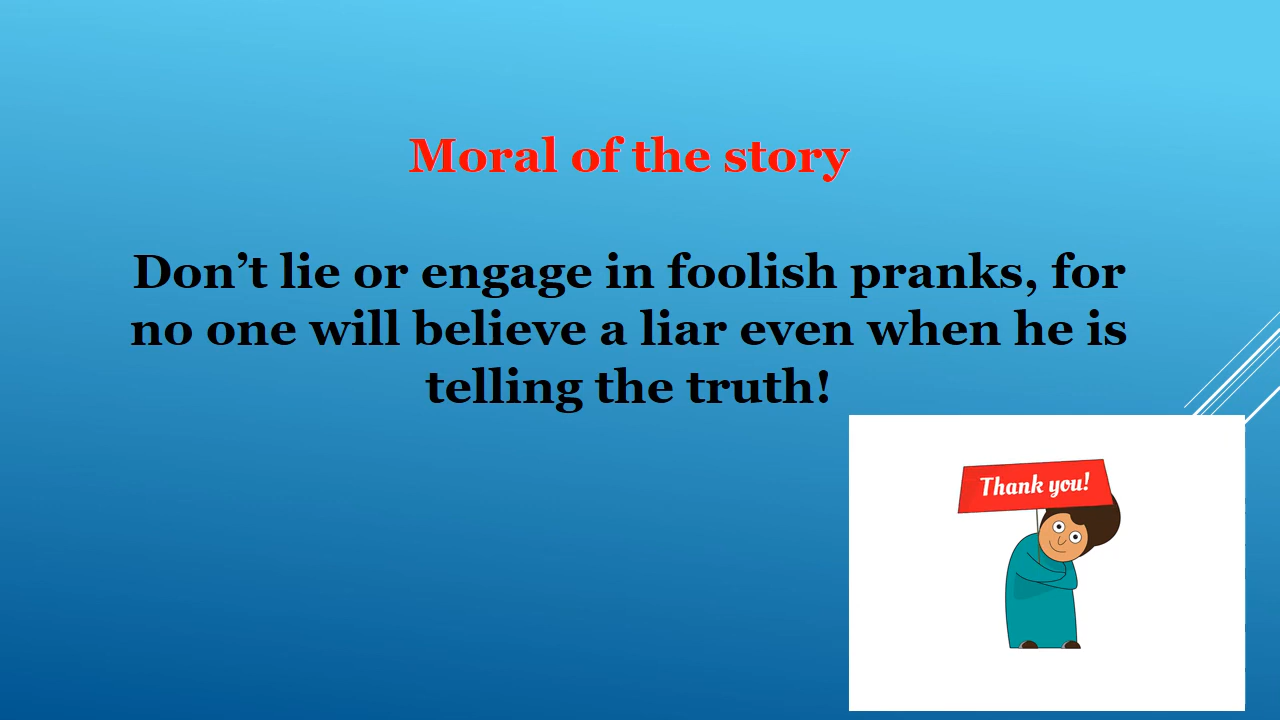 Moral of the story
Don’t lie or engage in foolish pranks, for
no one will believe a liar even when he is
telling the truth!
Thank you!